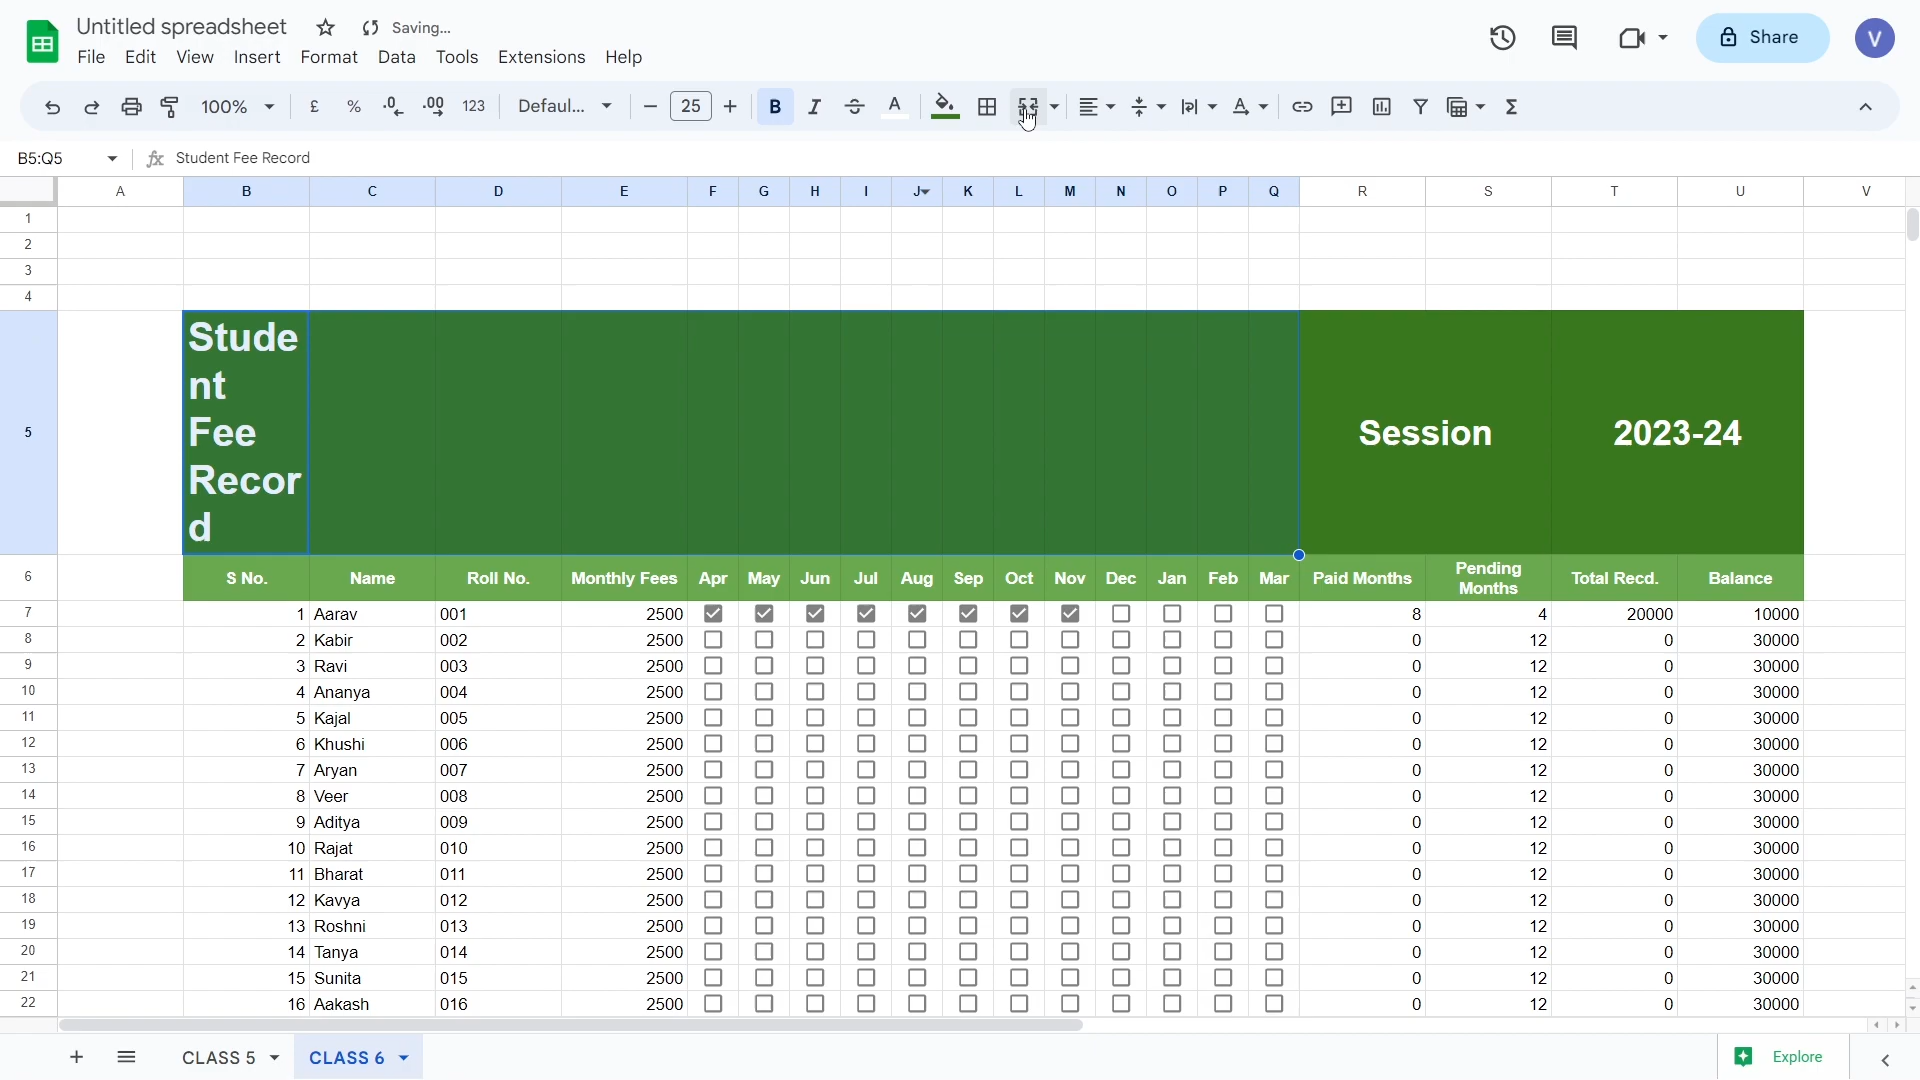 Untitled spreadsheet Saving...
File Edit View Insert Format Data Tools Extensions Help
Share V
100% £ % .0 .00 123 Defaul... 25 B I A A Σ
B5:Q5 fx Student Fee Record
A B C D E F G H I J K L M N O P Q R S T U V
1
2
3
4
5
Stude
nt
Fee
Recor
d
Session 2023-24
6 S No. Name Roll No. Monthly Fees Apr May Jun Jul Aug Sep Oct Nov Dec Jan Feb Mar Paid Months Pending Months Total Recd. Balance
7 1 Aarav 001 2500 8 4 20000 10000
8 2 Kabir 002 2500 0 12 0 30000
9 3 Ravi 003 2500 0 12 0 30000
10 4 Ananya 004 2500 0 12 0 30000
11 5 Kajal 005 2500 0 12 0 30000
12 6 Khushi 006 2500 0 12 0 30000
13 7 Aryan 007 2500 0 12 0 30000
14 8 Veer 008 2500 0 12 0 30000
15 9 Aditya 009 2500 0 12 0 30000
16 10 Rajat 010 2500 0 12 0 30000
17 11 Bharat 011 2500 0 12 0 30000
18 12 Kavya 012 2500 0 12 0 30000
19 13 Roshni 013 2500 0 12 0 30000
20 14 Tanya 014 2500 0 12 0 30000
21 15 Sunita 015 2500 0 12 0 30000
22 16 Aakash 016 2500 0 12 0 30000
CLASS 5 CLASS 6 Explore